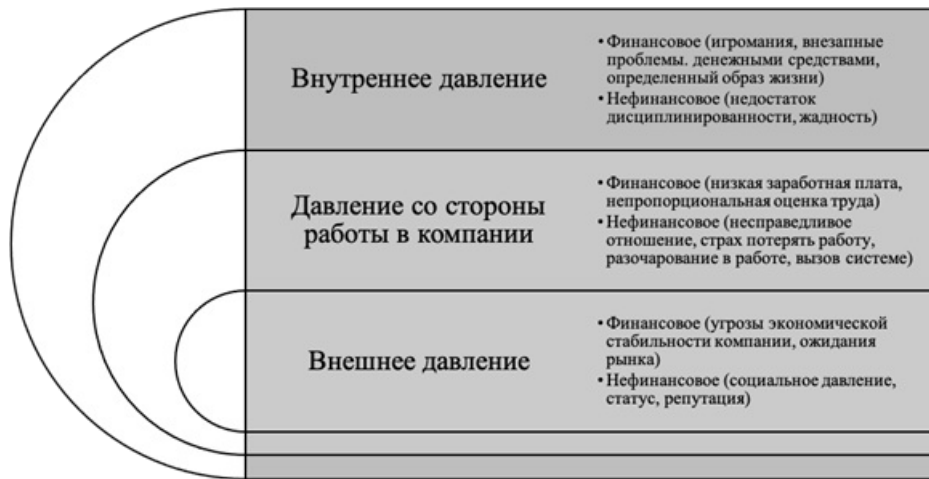 Внутреннее давление
• Финансовое (игромания, внезапные
проблемы. денежными средствами,
определенный образ жизни)
• Нефинансовое (недостаток
дисциплинированности, жадность)
Давление со стороны
работы в компании
• Финансовое (низкая заработная плата,
непропорциональная оценка труда)
• Нефинансовое (несправедливое
отношение, страх потерять работу,
разочарование в работе, вызов системе)
Внешнее давление
• Финансовое (угрозы экономической
стабильности компании, ожидания
рынка)
• Нефинансовое (социальное давление,
статус, репутация)